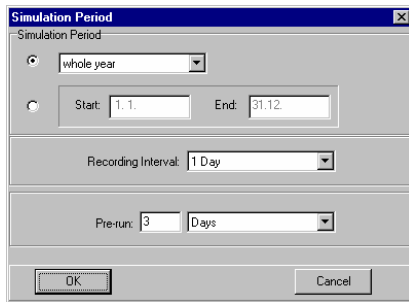 Simulation Period
Simulation Period
whole year
Start: 1. 1. End: 31.12.
Recording Interval: 1 Day
Pre-run: 3 Days
OK Cancel